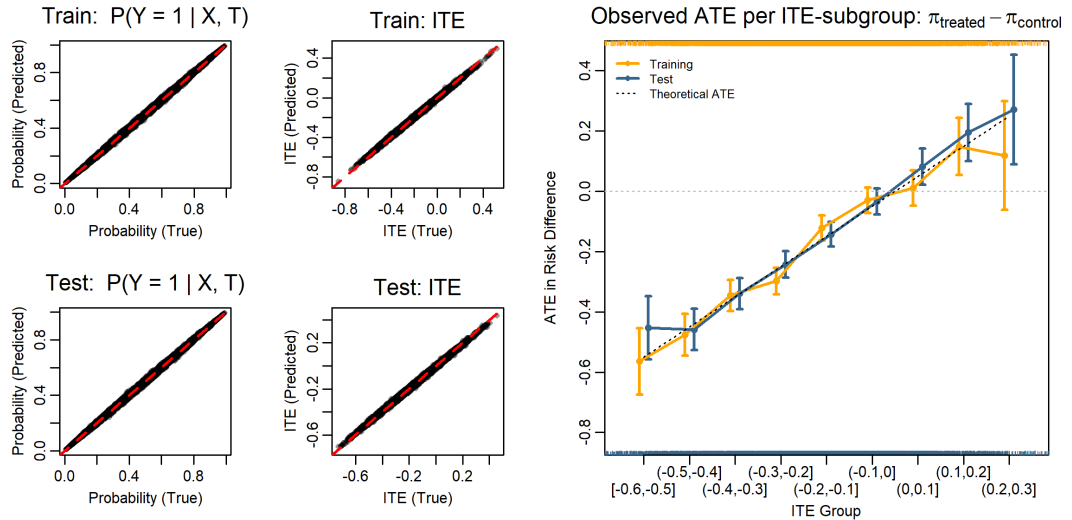 Train: P(Y = 1 | X, T)
Probability (Predicted)
0.0 0.4 0.8
0.0 0.4 0.8
Probability (True)
Train: ITE
ITE (Predicted)
-0.8 -0.4 0.0 0.4
-0.8 -0.4 0.0 0.4
ITE (True)
Test: P(Y = 1 | X, T)
Probability (Predicted)
0.0 0.4 0.8
0.0 0.4 0.8
Probability (True)
Test: ITE
ITE (Predicted)
-0.6 -0.2 0.2
-0.6 -0.2 0.2
ITE (True)
Observed ATE per ITE-subgroup: πtreated − πcontrol
Training
Test
Theoretical ATE
ATE in Risk Difference
0.4
0.2
0.0
-0.2
-0.4
-0.6
-0.8
(-0.5,-0.4] (-0.3,-0.2] (-0.1,0] (0.1,0.2]
[-0.6,-0.5] (-0.4,-0.3] (-0.2,-0.1] (0,0.1] (0.2,0.3]
ITE Group